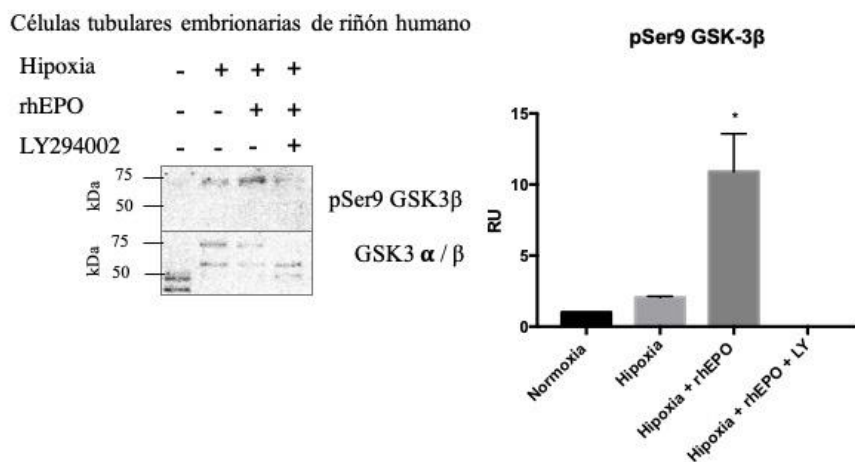 Células tubulares embrionarias de riñón humano
Hipoxia - + + +
rhEPO - - + +
LY294002 - - - +
kDa
75
50
pSer9 GSK3β
kDa
75
50
GSK3 α / β
pSer9 GSK-3β
RU
15
10
5
0
*
Normoxia
Hipoxia
Hipoxia + rhEPO
Hipoxia + rhEPO + LY